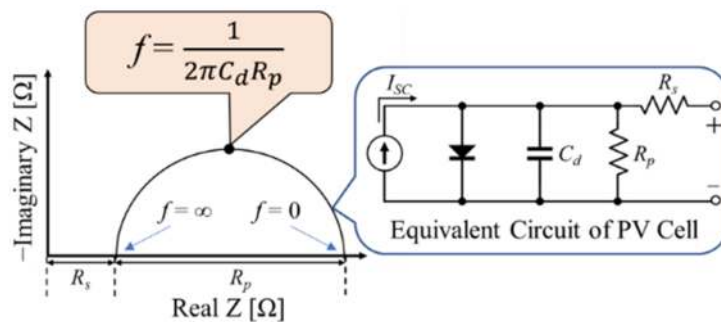 f = 1 / 2πC_dR_p
−Imaginary Z [Ω]
f = ∞
f = 0
R_s
R_p
Real Z [Ω]
I_SC
R_s
+
C_d
R_p
−
Equivalent Circuit of PV Cell